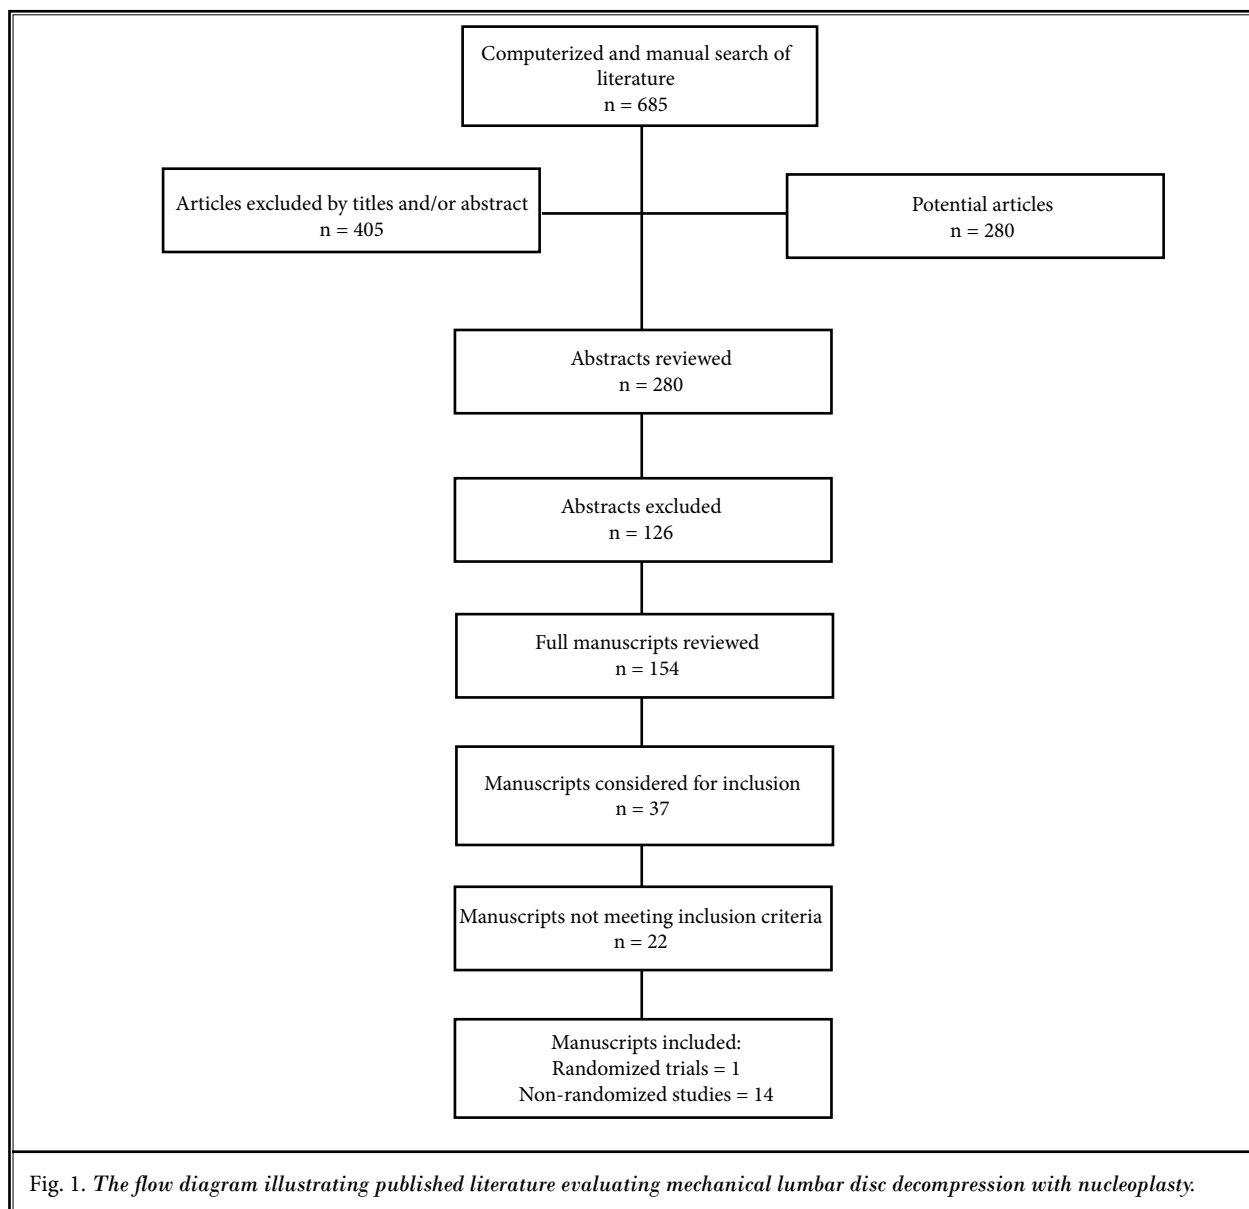 Computerized and manual search of
literature
n = 685
Articles excluded by titles and/or abstract
n = 405
Potential articles
n = 280
Abstracts reviewed
n = 280
Abstracts excluded
n = 126
Full manuscripts reviewed
n = 154
Manuscripts considered for inclusion
n = 37
Manuscripts not meeting inclusion criteria
n = 22
Manuscripts included:
Randomized trials = 1
Non-randomized studies = 14
Fig. 1. The flow diagram illustrating published literature evaluating mechanical lumbar disc decompression with nucleoplasty.